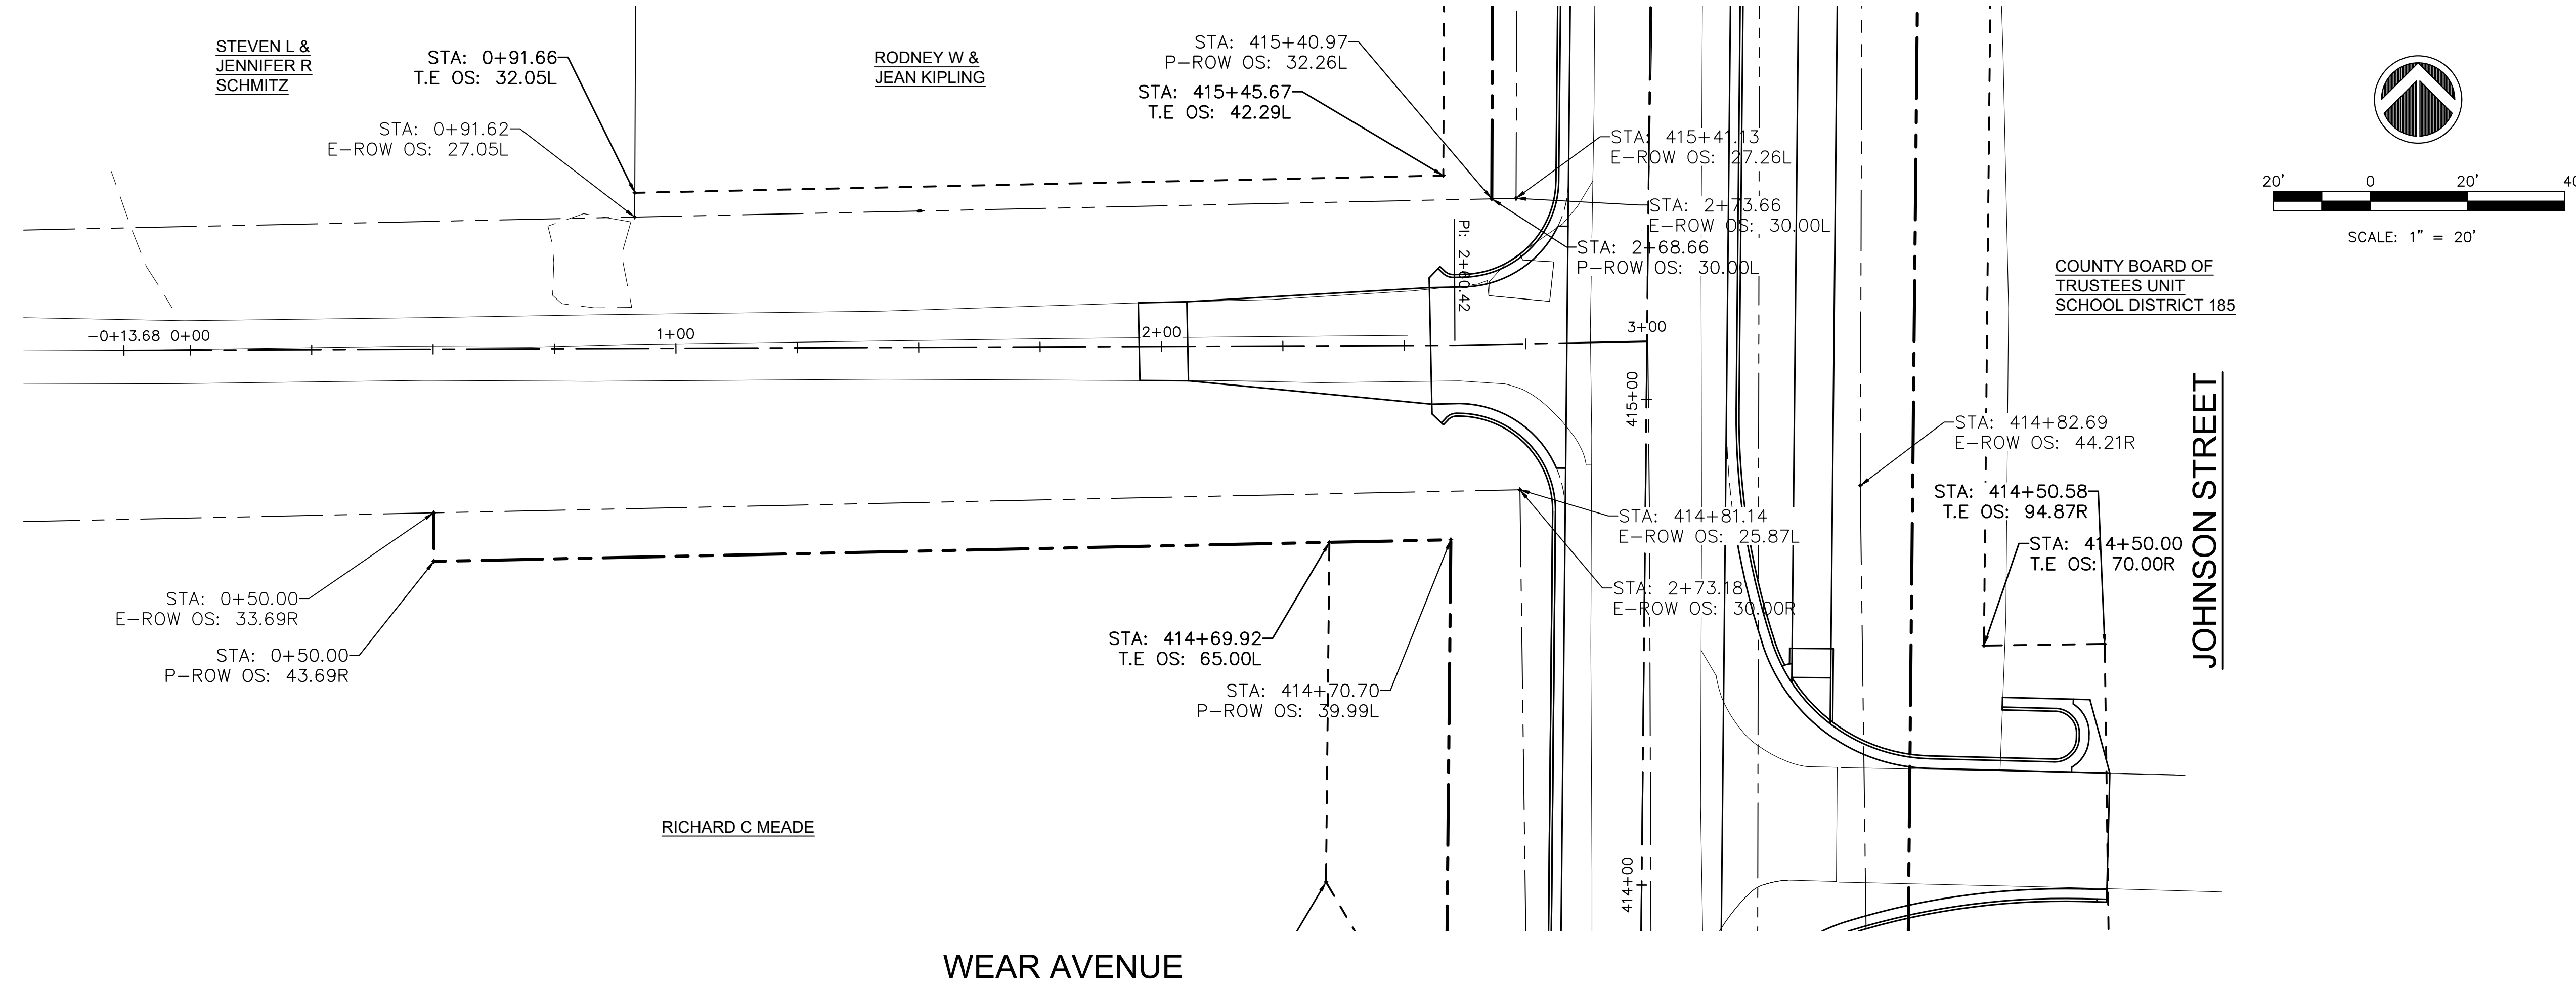 STEVEN L &
JENNIFER R
SCHMITZ
STA: 0+91.66
T.E OS: 32.05L
STA: 0+91.62
E-ROW OS: 27.05L
RODNEY W &
JEAN KIPLING
STA: 415+40.97
P-ROW OS: 32.26L
STA: 415+45.67
T.E OS: 42.29L
STA: 415+41.13
E-ROW OS: 27.26L
STA: 2+73.66
E-ROW OS: 30.00L
STA: 2+68.66
P-ROW OS: 30.00L
PI: 2+60.42
20' 0 20'
SCALE: 1" = 20'
COUNTY BOARD OF
TRUSTEES UNIT
SCHOOL DISTRICT 185
-0+13.68 0+00 1+00 2+00 3+00
415+00
STA: 414+82.69
E-ROW OS: 44.21R
STA: 414+50.58
T.E OS: 94.87R
STA: 414+50.00
T.E OS: 70.00R
JOHNSON STREET
STA: 414+81.14
E-ROW OS: 25.87L
STA: 2+73.18
E-ROW OS: 30.00R
STA: 0+50.00
E-ROW OS: 33.69R
STA: 0+50.00
P-ROW OS: 43.69R
STA: 414+69.92
T.E OS: 65.00L
STA: 414+70.70
P-ROW OS: 39.99L
RICHARD C MEADE
414+00
WEAR AVENUE